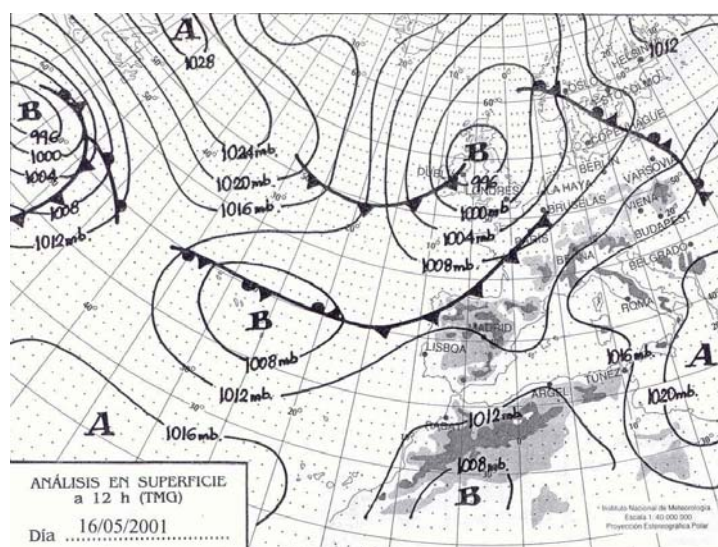 A
1028
1012
HELSINKI
OSLO
ESTOCOLMO
B
996
1000
1004
1008
1012 mb.
1024 mb.
1020 mb.
1016 mb.
COPENHAGUE
B
996
1000 mb.
1004 mb.
1008 mb.
LONDRES
LA HAYA
BERLIN
VARSOVIA
BRUSELAS
PARIS
VIENA
BUDAPEST
BERNA
BELGRADO
ROMA
B
1008 mb.
1012 mb.
MADRID
LISBOA
1016 mb.
A
1020 mb.
TÚNEZ
ARGEL
RABAT
1012 mb.
1008 mb.
B
A
1016 mb.
ANÁLISIS EN SUPERFICIE
a 12 h (TMG)
Día 16/05/2001
Instituto Nacional de Meteorología.
Escala 1: 40 000 000
Proyección Estereográfica Polar